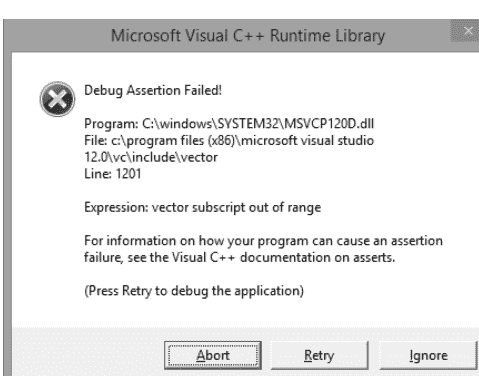 Microsoft Visual C++ Runtime Library
Debug Assertion Failed!
Program: C:\windows\SYSTEM32\MSVCP120D.dll
File: c:\program files (x86)\microsoft visual studio
12.0\vc\include\vector
Line: 1201
Expression: vector subscript out of range
For information on how your program can cause an assertion
failure, see the Visual C++ documentation on asserts.
(Press Retry to debug the application)
Abort Retry Ignore